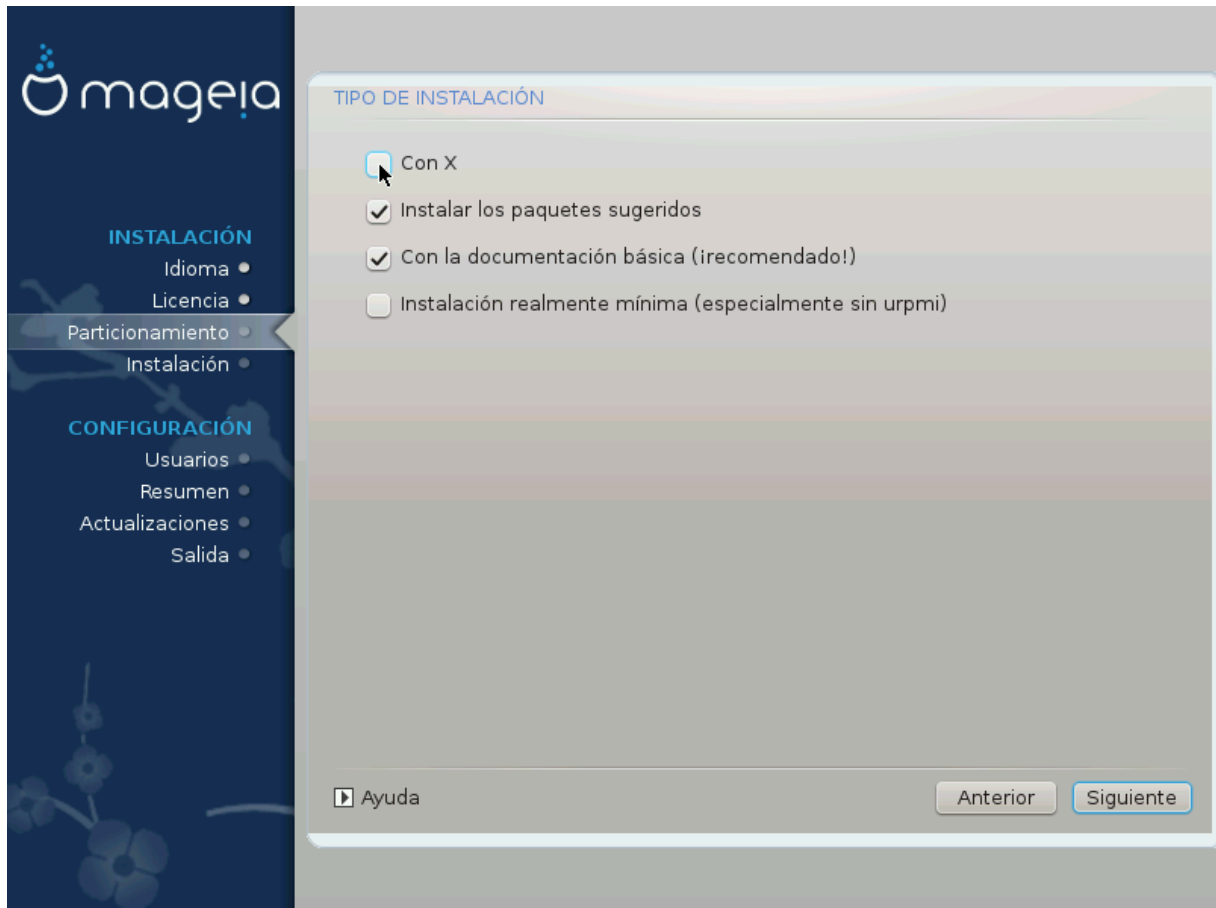 mageia
INSTALACIÓN
Idioma
Licencia
Particionamiento
Instalación
CONFIGURACIÓN
Usuarios
Resumen
Actualizaciones
Salida
TIPO DE INSTALACIÓN
Con X
Instalar los paquetes sugeridos
Con la documentación básica (¡recomendado!)
Instalación realmente mínima (especialmente sin urpmi)
Ayuda
Anterior
Siguiente